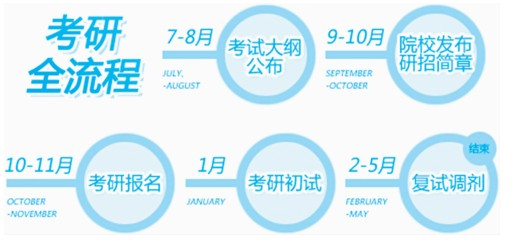 考研
全流程
7-8月
JULY,
-AUGUST
考试大纲
公布
9-10月
SEPTEMBER
-OCTOBER
院校发布
研招简章
10-11月
OCTOBER
-NOVEMBER
考研报名
1月
JANUARY
考研初试
2-5月
FEBRUARY
-MAY
复试调剂
结束